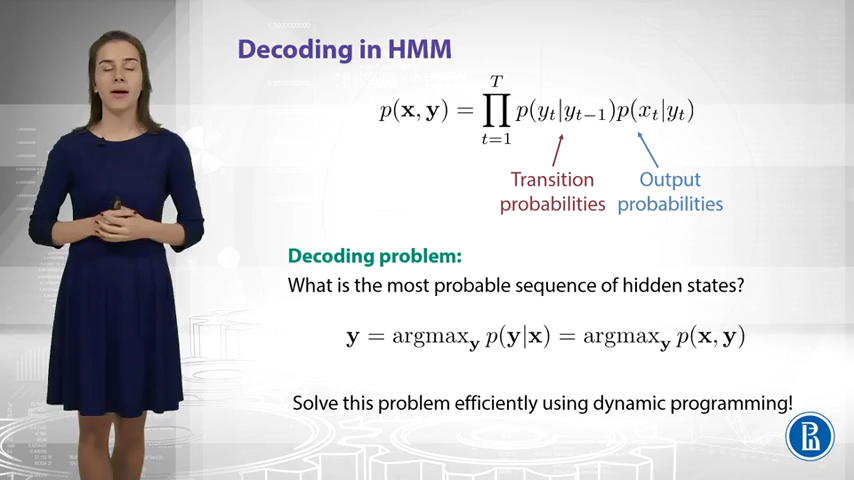 Decoding in HMM
p(x, y) = ∏_{t=1}^{T} p(y_t|y_{t−1})p(x_t|y_t)
Transition probabilities
Output probabilities
Decoding problem:
What is the most probable sequence of hidden states?
y = argmax_y p(y|x) = argmax_y p(x, y)
Solve this problem efficiently using dynamic programming!